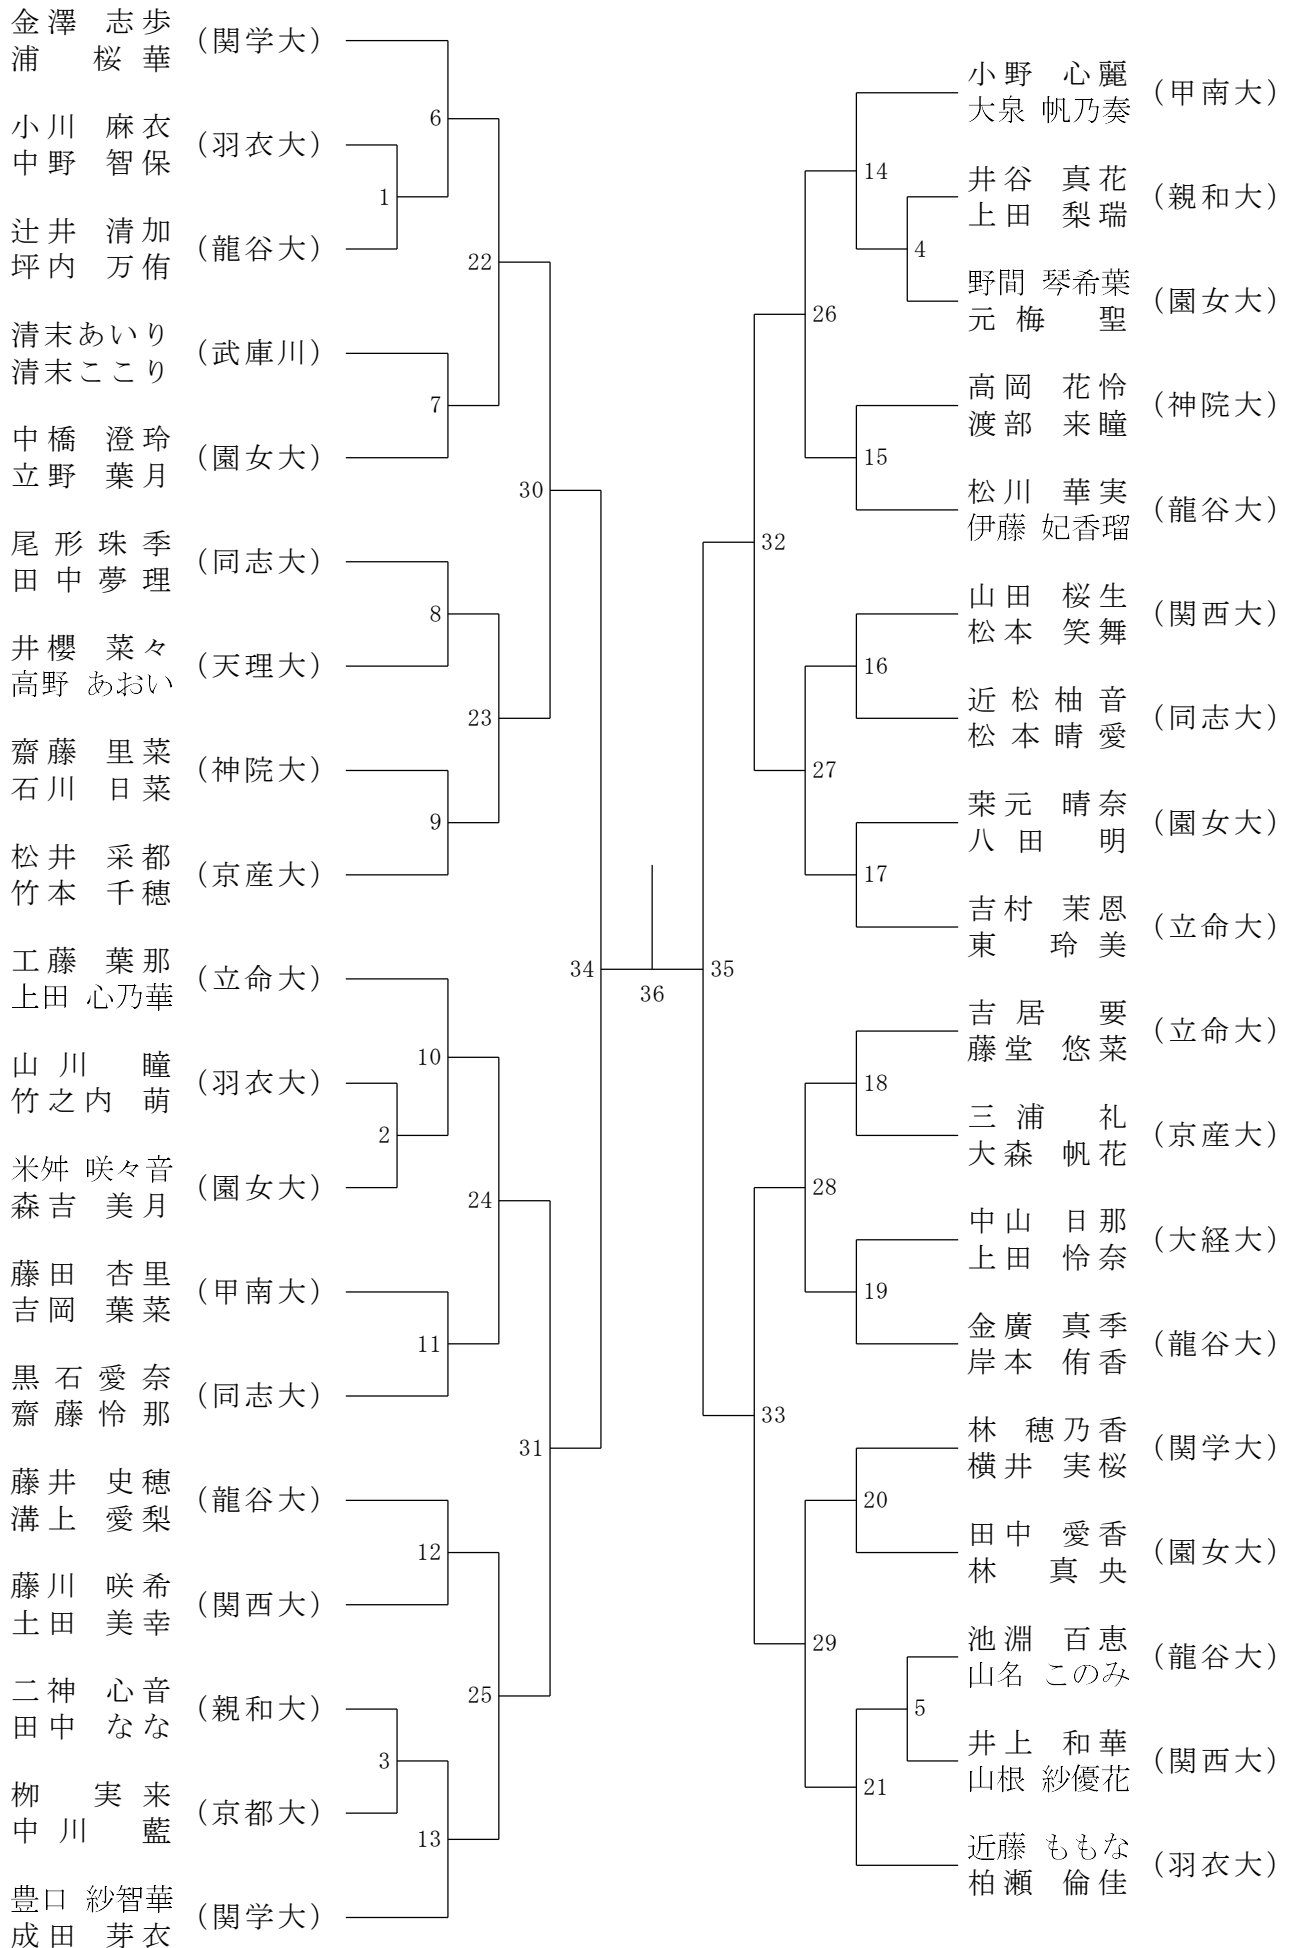 金澤 志歩
浦 桜華
(関学大)
6
小川 麻衣
中野 智保
(羽衣大)
1
辻井 清加
坪内 万侑
(龍谷大)
22
清末あいり
清末ここり
(武庫川)
7
中橋 澄玲
立野 葉月
(園女大)
30
尾形珠季
田中夢理
(同志大)
8
井櫻 菜々
高野 あおい
(天理大)
23
齋藤 里菜
石川 日菜
(神院大)
9
松井 采都
竹本 千穂
(京産大)
34
36
工藤 葉那
上田 心乃華
(立命大)
10
山川 瞳
竹之内 萌
(羽衣大)
2
米舛 咲々音
森吉 美月
(園女大)
24
藤田 杏里
吉岡 葉菜
(甲南大)
11
黒石愛奈
齋藤怜那
(同志大)
31
藤井 史穂
溝上 愛梨
(龍谷大)
12
藤川 咲希
土田 美幸
(関西大)
25
二神 心音
田中 なな
(親和大)
3
栁 実来
中川 藍
(京都大)
13
豊口 紗智華
成田 芽衣
(関学大)
小野 心麗
大泉 帆乃奏
(甲南大)
14
井谷 真花
上田 梨瑞
(親和大)
4
野間 琴希葉
元梅 聖
(園女大)
26
高岡 花怜
渡部 来瞳
(神院大)
15
松川 華実
伊藤 妃香瑠
(龍谷大)
32
山田 桜生
松本 笑舞
(関西大)
16
近松柚音
松本晴愛
(同志大)
27
桒元 晴奈
八田 明
(園女大)
17
吉村 茉恩
東 玲美
(立命大)
35
吉居 要
藤堂 悠菜
(立命大)
18
三浦 礼
大森 帆花
(京産大)
28
中山 日那
上田 怜奈
(大経大)
19
金廣 真季
岸本 侑香
(龍谷大)
33
林 穂乃香
横井 実桜
(関学大)
20
田中 愛香
林 真央
(園女大)
29
池淵 百恵
山名 このみ
(龍谷大)
5
井上 和華
山根 紗優花
(関西大)
21
近藤 ももな
柏瀬 倫佳
(羽衣大)